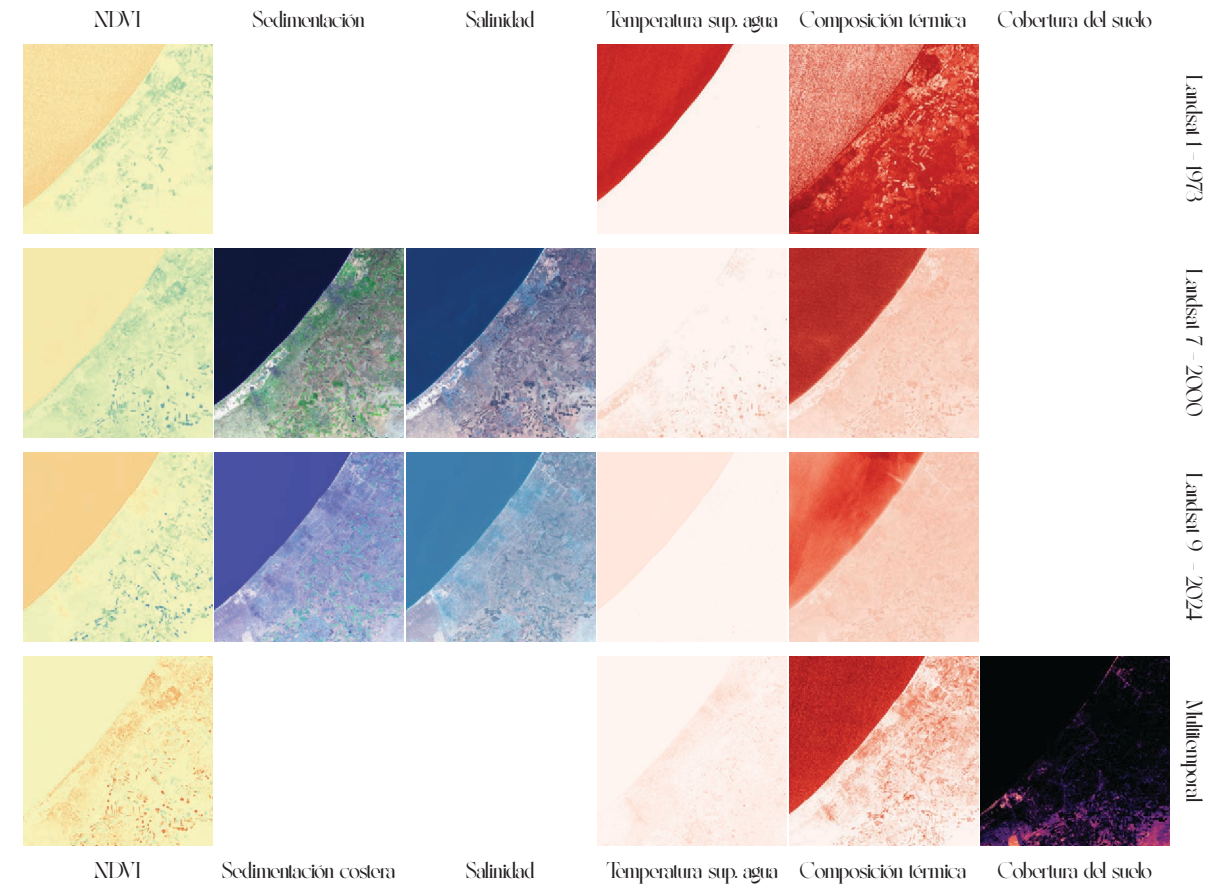 NDVI Sedimentación Salinidad Temperatura sup. agua Composición térmica Cobertura del suelo
Landsat 1 – 1973
Landsat 7 – 2000
Landsat 9 – 2024
Multitemporal
NDVI Sedimentación costera Salinidad Temperatura sup. agua Composición térmica Cobertura del suelo